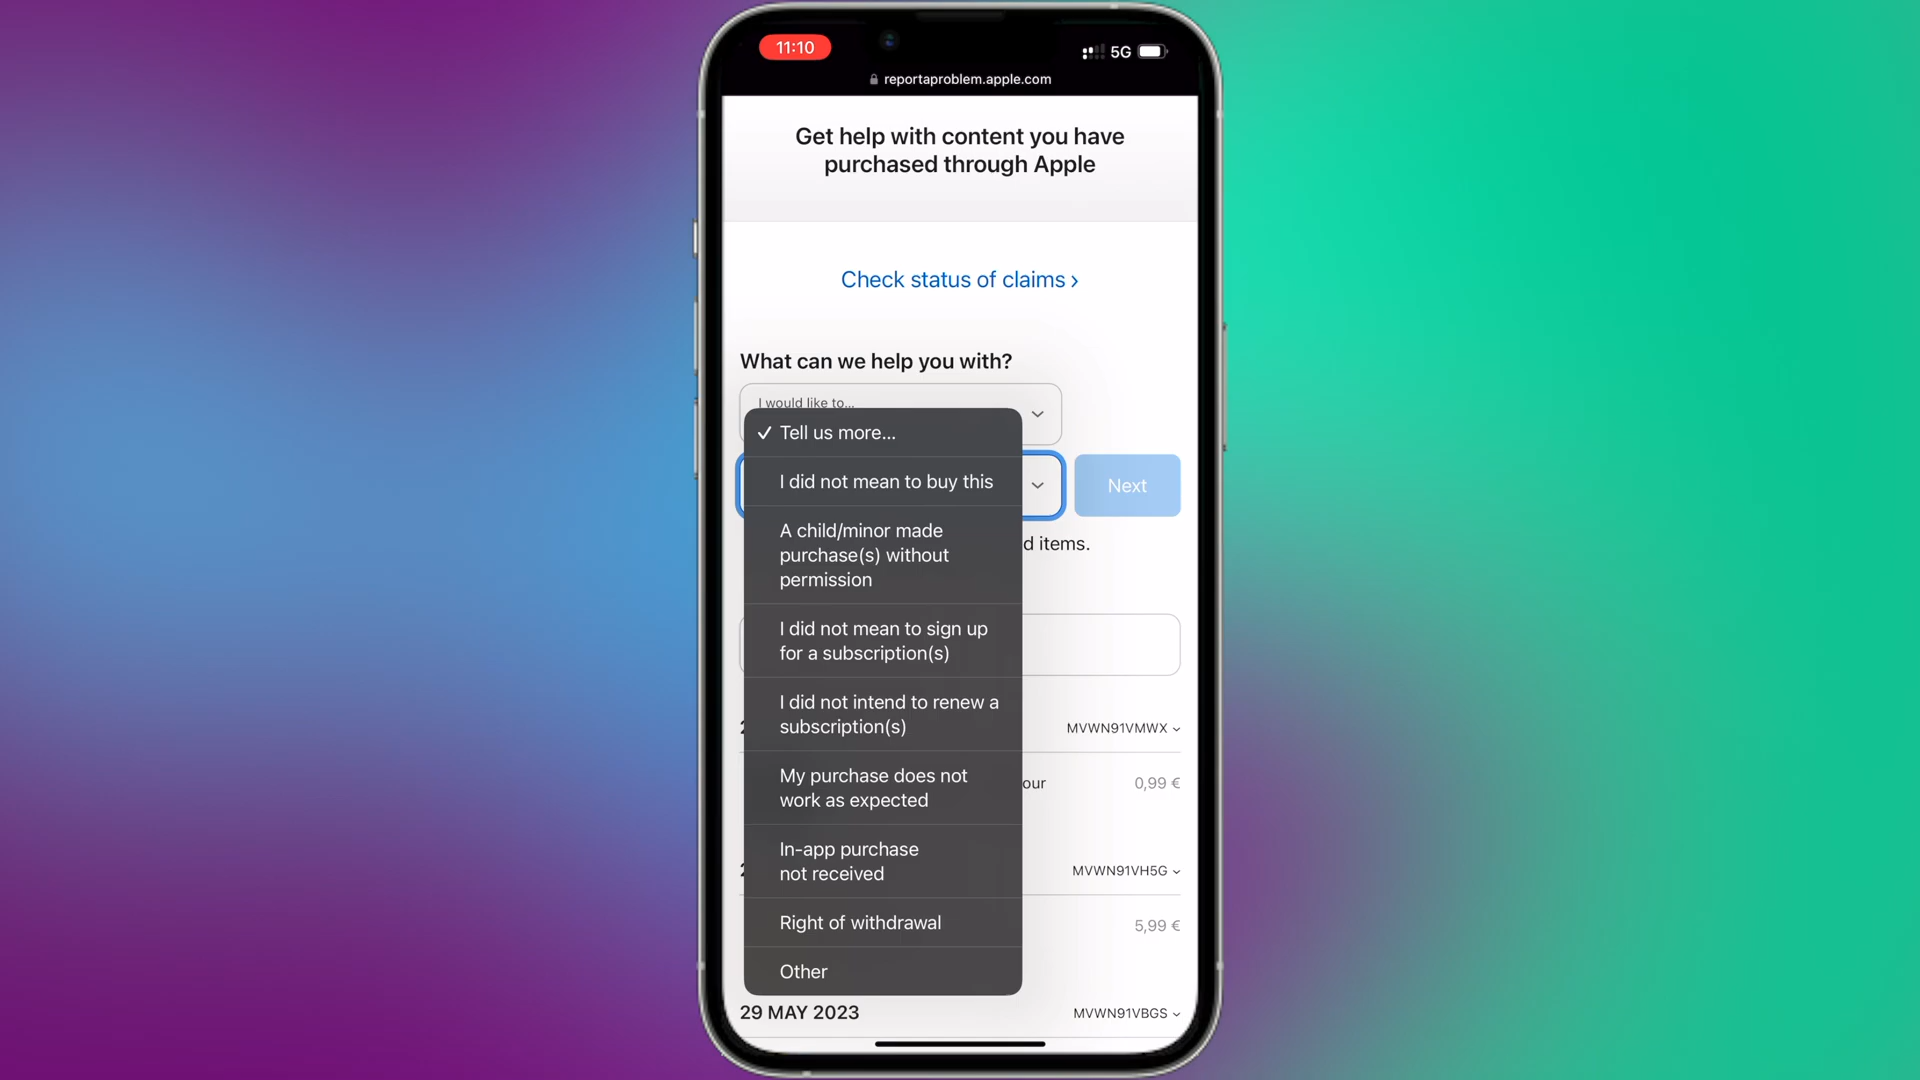 11:10
5G
reportaproblem.apple.com
Get help with content you have
purchased through Apple
Check status of claims ›
What can we help you with?
I would like to...
✓ Tell us more...
I did not mean to buy this
Next
A child/minor made
purchase(s) without
permission
d items.
I did not mean to sign up
for a subscription(s)
I did not intend to renew a
subscription(s)
MVWN91VMWX
My purchase does not
work as expected
our
0,99 €
In-app purchase
not received
MVWN91VH5G
Right of withdrawal
5,99 €
Other
29 MAY 2023
MVWN91VBGS